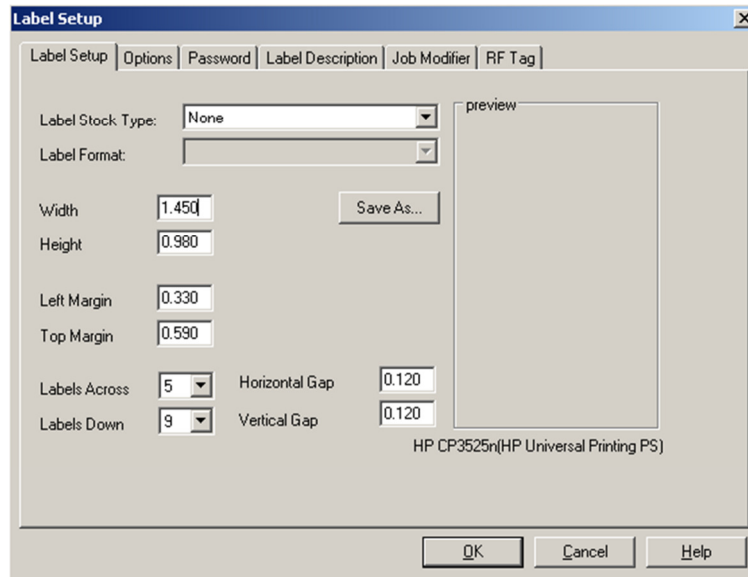 Label Setup
Label Setup Options Password Label Description Job Modifier RF Tag
Label Stock Type: None
Label Format:
preview
Width 1.450
Save As...
Height 0.980
Left Margin 0.330
Top Margin 0.590
Labels Across 5 Horizontal Gap 0.120
Labels Down 9 Vertical Gap 0.120
HP CP3525n(HP Universal Printing PS)
OK Cancel Help